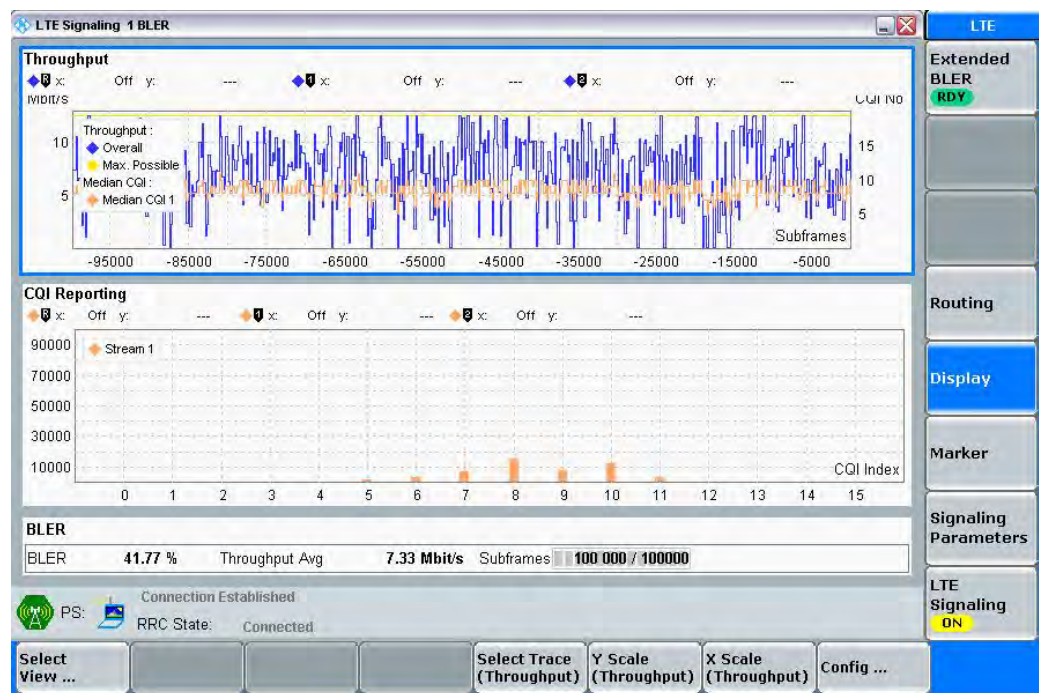 LTE Signaling 1 BLER
LTE
Throughput
R x: Off y: --- 1 x: Off y: --- 2 x: Off y: ---
Mbit/s CQI No
10
5
Throughput :
Overall
Max. Possible
Median CQI :
Median CQI 1
15
10
5
Subframes
-95000 -85000 -75000 -65000 -55000 -45000 -35000 -25000 -15000 -5000
CQI Reporting
R x: Off y: --- 1 x: Off y: --- 2 x: Off y: ---
90000
70000
50000
30000
10000
Stream 1
CQI Index
0 1 2 3 4 5 6 7 8 9 10 11 12 13 14 15
BLER
BLER 41.77 % Throughput Avg 7.33 Mbit/s Subframes 100 000 / 100000
PS: Connection Established
RRC State: Connected
Extended
BLER
RDY
Routing
Display
Marker
Signaling
Parameters
LTE
Signaling
ON
Select
View ...
Select Trace
(Throughput)
Y Scale
(Throughput)
X Scale
(Throughput)
Config ...